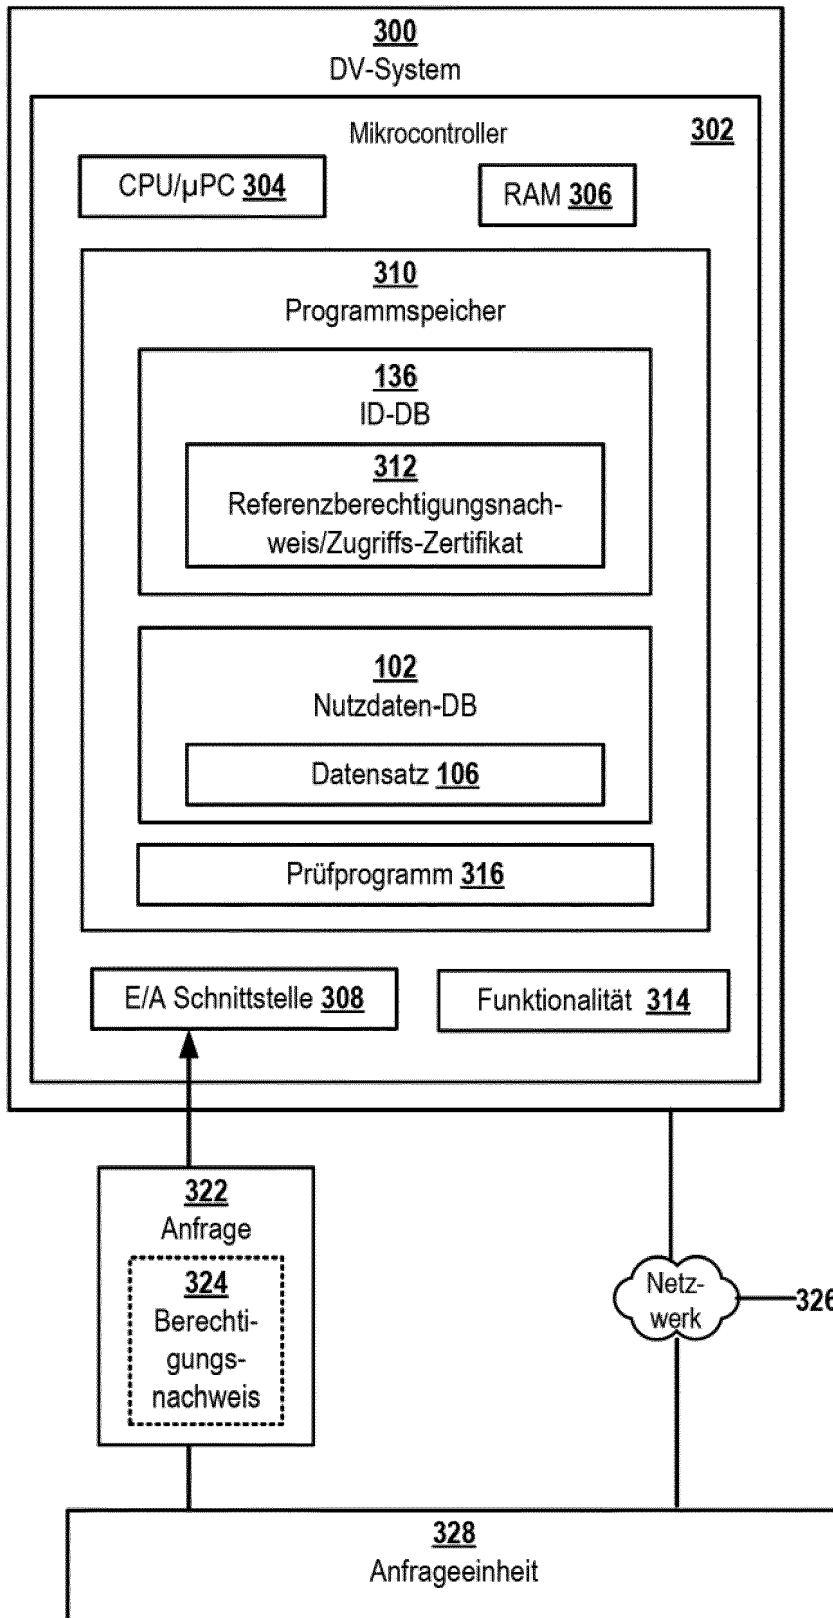 300
DV-System
Mikrocontroller
302
CPU/µPC 304
RAM 306
310
Programmspeicher
136
ID-DB
312
Referenzberechtigungsnach-
weis/Zugriffs-Zertifikat
102
Nutzdaten-DB
Datensatz 106
Prüfprogramm 316
E/A Schnittstelle 308
Funktionalität 314
322
Anfrage
324
Berechti-
gungs-
nachweis
Netz-
werk
326
328
Anfrageeinheit